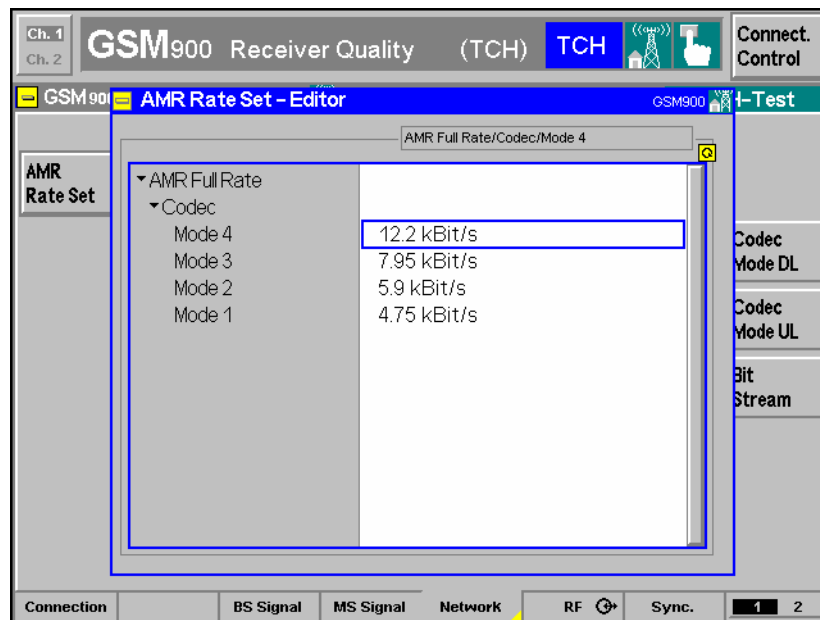 Ch. 1
Ch. 2
GSM900 Receiver Quality (TCH)
TCH
((( )))
Connect.
Control
GSM 900
AMR Rate Set – Editor
GSM900
-Test
AMR Full Rate/Codec/Mode 4
AMR
Rate Set
AMR Full Rate
Codec
Mode 4 12.2 kBit/s
Mode 3 7.95 kBit/s
Mode 2 5.9 kBit/s
Mode 1 4.75 kBit/s
Codec
Mode DL
Codec
Mode UL
Bit
Stream
Connection BS Signal MS Signal Network RF Sync. 1 2